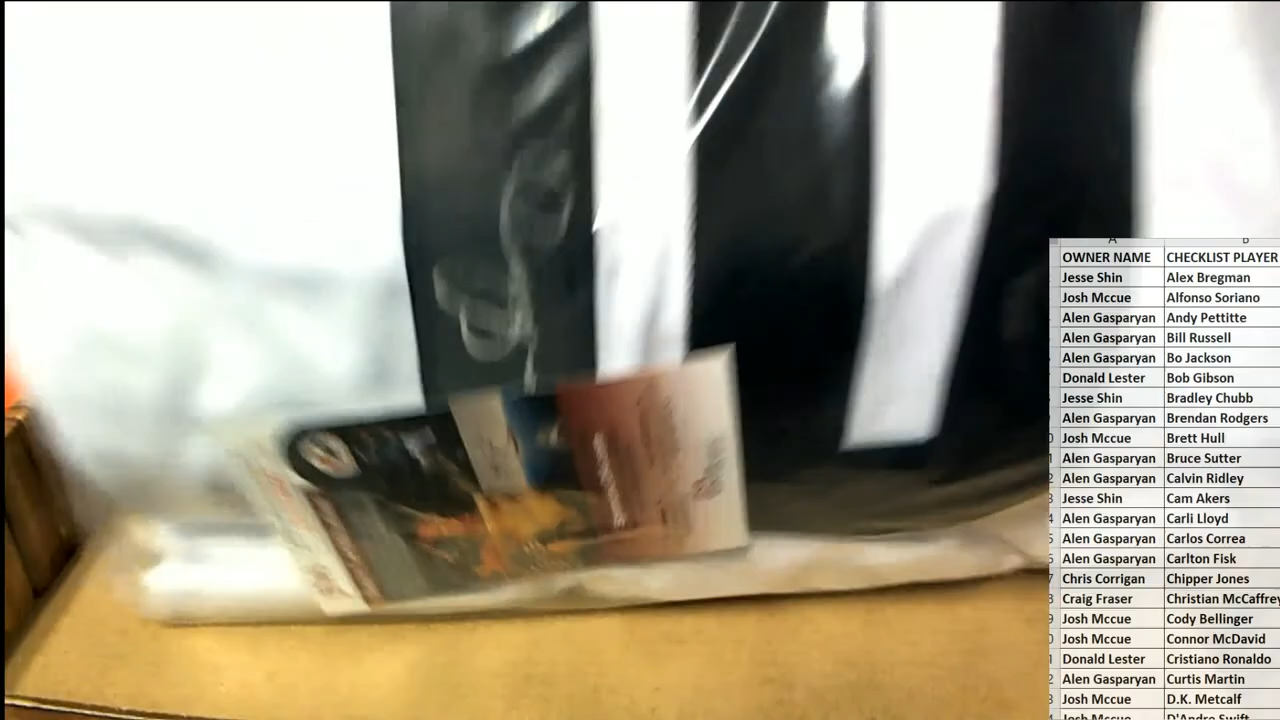 A B
OWNER NAME CHECKLIST PLAYER
Jesse Shin Alex Bregman
Josh Mccue Alfonso Soriano
Alen Gasparyan Andy Pettitte
Alen Gasparyan Bill Russell
Alen Gasparyan Bo Jackson
Donald Lester Bob Gibson
Jesse Shin Bradley Chubb
Alen Gasparyan Brendan Rodgers
Josh Mccue Brett Hull
Alen Gasparyan Bruce Sutter
Alen Gasparyan Calvin Ridley
Jesse Shin Cam Akers
Alen Gasparyan Carli Lloyd
Alen Gasparyan Carlos Correa
Alen Gasparyan Carlton Fisk
Chris Corrigan Chipper Jones
Craig Fraser Christian McCaffrey
Josh Mccue Cody Bellinger
Josh Mccue Connor McDavid
Donald Lester Cristiano Ronaldo
Alen Gasparyan Curtis Martin
Josh Mccue D.K. Metcalf
Josh Mccue D'Andre Swift